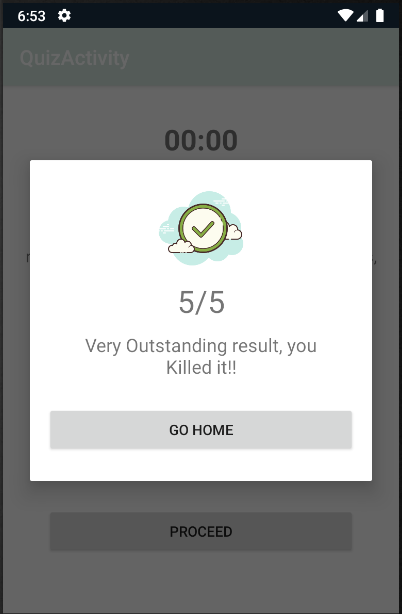 6:53
QuizActivity
00:00
5/5
Very Outstanding result, you
Killed it!!
GO HOME
PROCEED